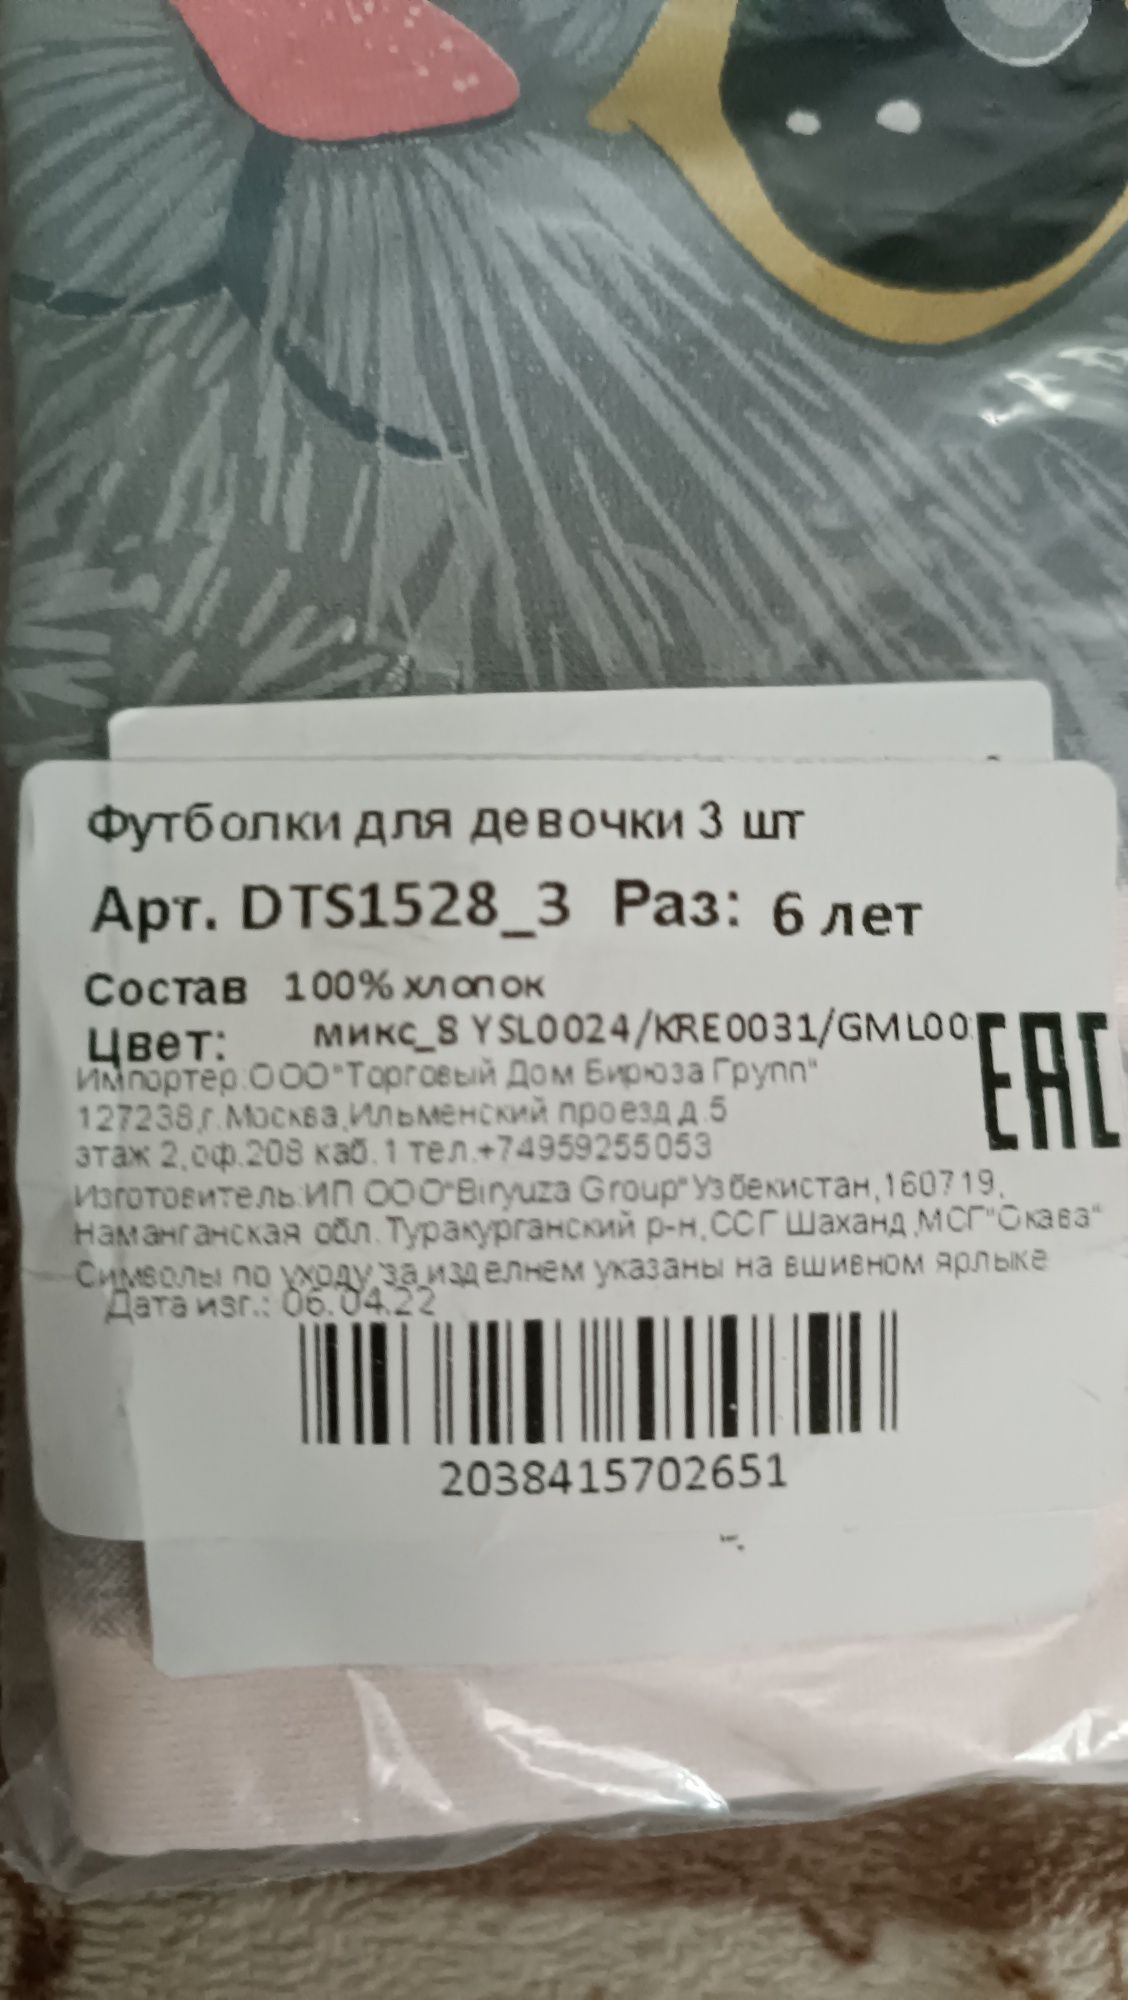 Футболки для девочки 3 шт
Арт. DTS1528_3 Раз: 6 лет
Состав 100% хлопок
Цвет: микс_8 YSL0024/KRE0031/GML00
EAC
Импортер:ООО"Торговый Дом Бирюза Групп"
127238,г.Москва,Ильменский проезд,д.5
этаж 2,оф.208 каб.1 тел.+74959255053
Изготовитель:ИП ООО"Biryuza Group"Узбекистан,160719,
Наманганская обл.Туракурганский р-н,ССГ Шаханд,МСГ"Окава"
Символы по уходу за изделнем указаны на вшивном ярлыке
Дата изг.: 06.04.22
2038415702651